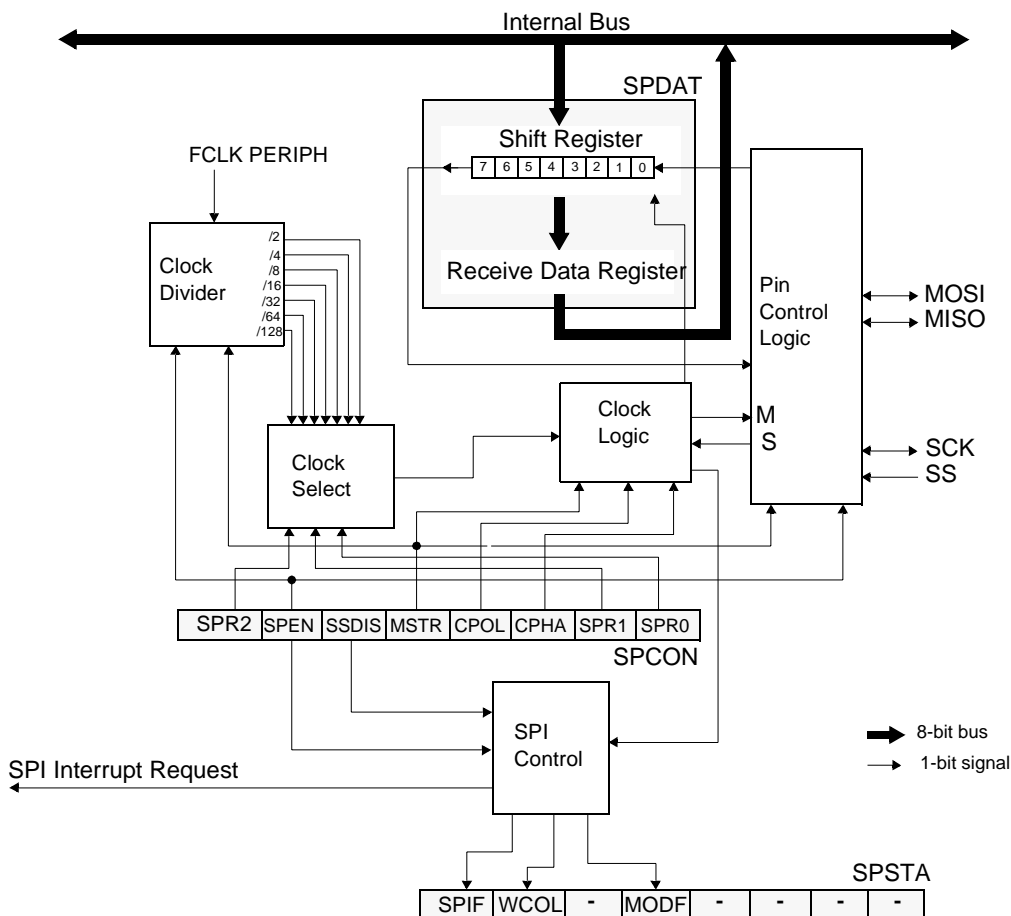 Internal Bus
SPDAT
Shift Register
7 6 5 4 3 2 1 0
FCLK PERIPH
Clock
Divider
/2
/4
/8
/16
/32
/64
/128
Receive Data Register
Pin
Control
Logic
MOSI
MISO
M
S
SCK
SS
Clock
Logic
Clock
Select
SPR2 SPEN SSDIS MSTR CPOL CPHA SPR1 SPR0
SPCON
SPI
Control
8-bit bus
1-bit signal
SPI Interrupt Request
SPSTA
SPIF WCOL - MODF - - - -